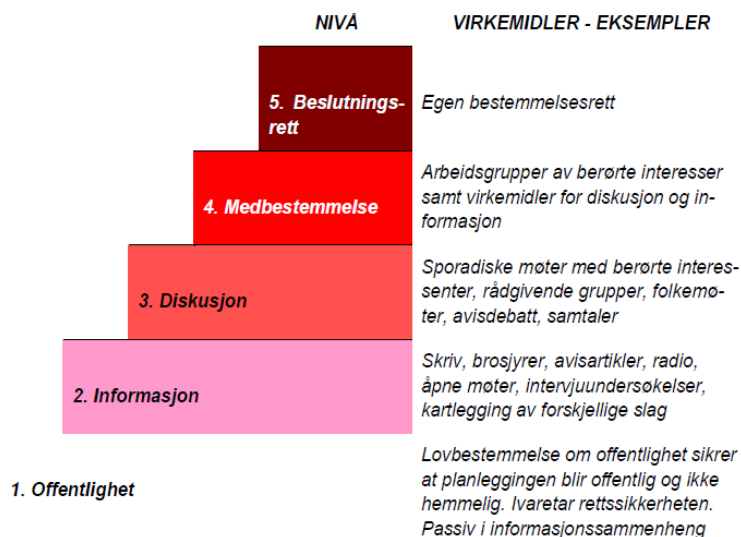 NIVÅ
VIRKEMIDLER - EKSEMPLER
5. Beslutnings-
rett
Egen bestemmelsesrett
4. Medbestemmelse
Arbeidsgrupper av berørte interesser
samt virkemidler for diskusjon og in-
formasjon
3. Diskusjon
Sporadiske møter med berørte interes-
senter, rådgivende grupper, folkemø-
ter, avisdebatt, samtaler
2. Informasjon
Skriv, brosjyrer, avisartikler, radio,
åpne møter, intervjuundersøkelser,
kartlegging av forskjellige slag
1. Offentlighet
Lovbestemmelse om offentlighet sikrer
at planleggingen blir offentlig og ikke
hemmelig. Ivaretar rettssikkerheten.
Passiv i informasjonssammenheng